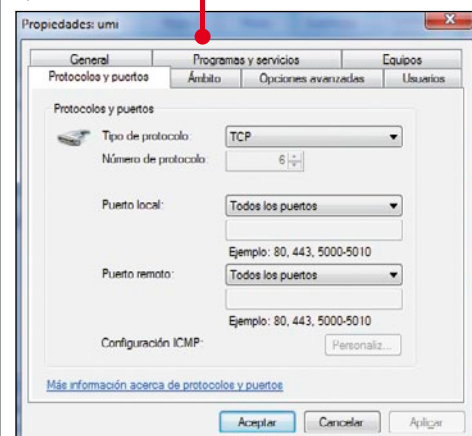 Propiedades: umi
General Programas y servicios Equipos
Protocolos y puertos Ámbito Opciones avanzadas Usuarios
Protocolos y puertos
Tipo de protocolo: TCP
Número de protocolo: 6
Puerto local: Todos los puertos
Ejemplo: 80, 443, 5000-5010
Puerto remoto: Todos los puertos
Ejemplo: 80, 443, 5000-5010
Configuración ICMP: Personaliz...
Más información acerca de protocolos y puertos
Aceptar Cancelar Aplicar